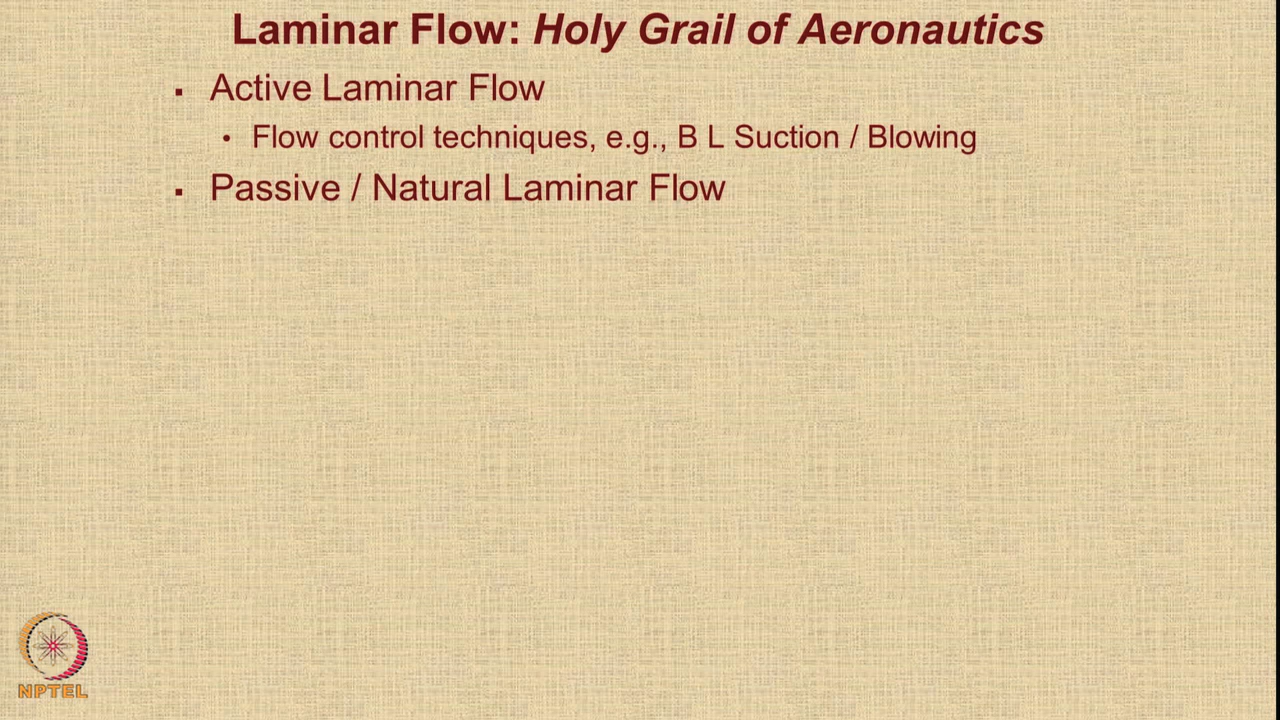 Laminar Flow: Holy Grail of Aeronautics
▪ Active Laminar Flow
• Flow control techniques, e.g., B L Suction / Blowing
▪ Passive / Natural Laminar Flow
NPTEL